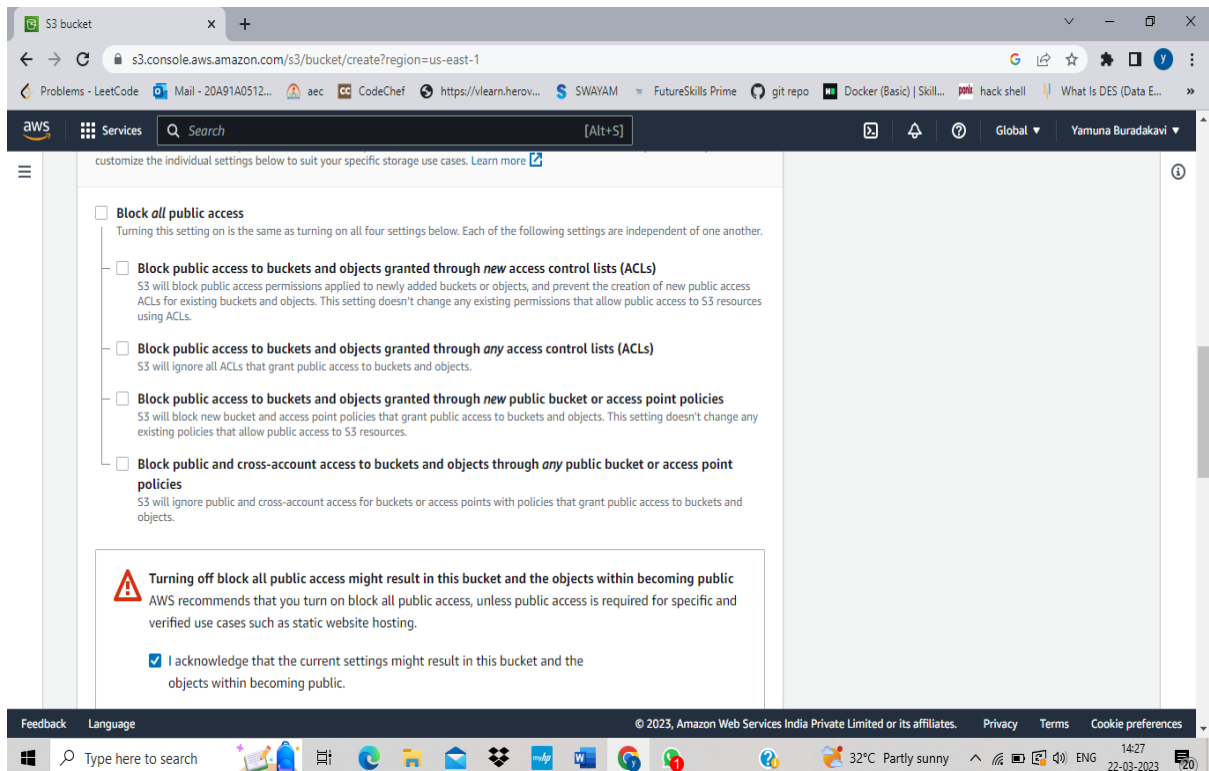 S3 bucket
s3.console.aws.amazon.com/s3/bucket/create?region=us-east-1
Problems - LeetCode Mail - 20A91A0512... aec CodeChef https://vlearn.herov... SWAYAM FutureSkills Prime git repo Docker (Basic) | Skill... hack shell What Is DES (Data E... »
aws Services Search [Alt+S] Global Yamuna Buradakavi
customize the individual settings below to suit your specific storage use cases. Learn more
Block all public access
Turning this setting on is the same as turning on all four settings below. Each of the following settings are independent of one another.
Block public access to buckets and objects granted through new access control lists (ACLs)
S3 will block public access permissions applied to newly added buckets or objects, and prevent the creation of new public access
ACLs for existing buckets and objects. This setting doesn't change any existing permissions that allow public access to S3 resources
using ACLs.
Block public access to buckets and objects granted through any access control lists (ACLs)
S3 will ignore all ACLs that grant public access to buckets and objects.
Block public access to buckets and objects granted through new public bucket or access point policies
S3 will block new bucket and access point policies that grant public access to buckets and objects. This setting doesn't change any
existing policies that allow public access to S3 resources.
Block public and cross-account access to buckets and objects through any public bucket or access point
policies
S3 will ignore public and cross-account access for buckets or access points with policies that grant public access to buckets and
objects.
Turning off block all public access might result in this bucket and the objects within becoming public
AWS recommends that you turn on block all public access, unless public access is required for specific and
verified use cases such as static website hosting.
I acknowledge that the current settings might result in this bucket and the
objects within becoming public.
Feedback Language © 2023, Amazon Web Services India Private Limited or its affiliates. Privacy Terms Cookie preferences
Type here to search 32°C Partly sunny ENG 14:27
22-03-2023